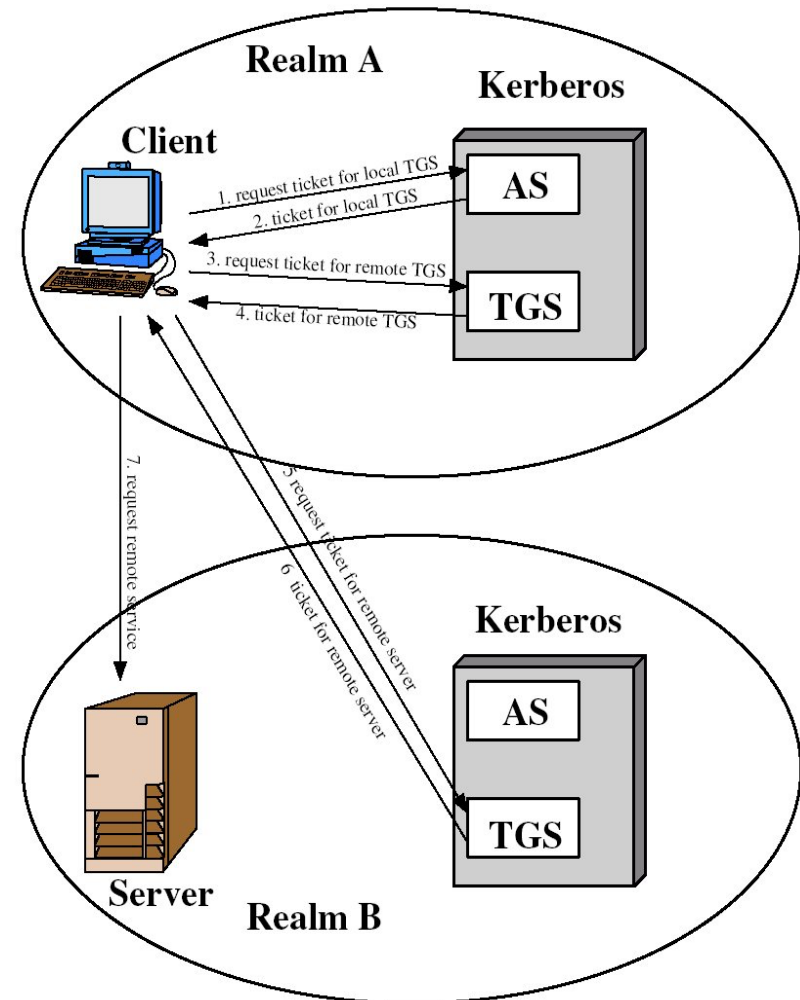 Realm A
Kerberos
Client
AS
1. request ticket for local TGS
2. ticket for local TGS
3. request ticket for remote TGS
TGS
4. ticket for remote TGS
7. request remote service
5 request ticket for remote server
6 ticket for remote server
Kerberos
AS
TGS
Server
Realm B